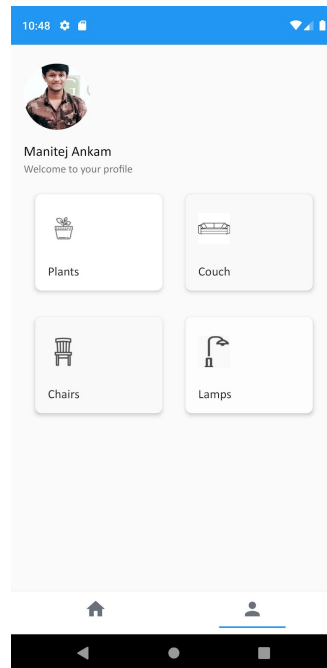 10:48
Manitej Ankam
Welcome to your profile
Plants
Couch
Chairs
Lamps